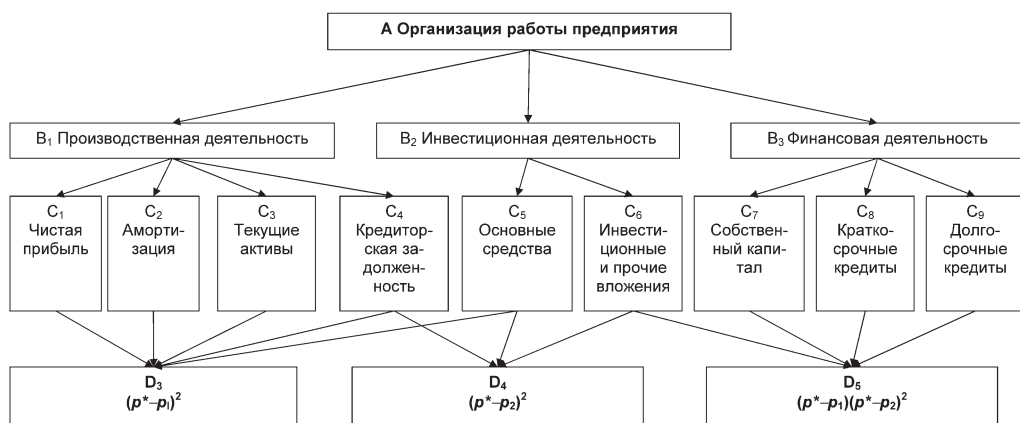 А Организация работы предприятия
B₁ Производственная деятельность
B₂ Инвестиционная деятельность
B₃ Финансовая деятельность
C₁
Чистая
прибыль
C₂
Аморти-
зация
C₃
Текущие
активы
C₄
Кредитор-
ская за-
должен-
ность
C₅
Основные
средства
C₆
Инвести-
ционные
и прочие
вложения
C₇
Собствен-
ный капи-
тал
C₈
Кратко-
срочные
кредиты
C₉
Долго-
срочные
кредиты
D₃
(p*–pₗ)²
D₄
(p*–p₂)²
D₅
(p*–p₁)(p*–p₂)²